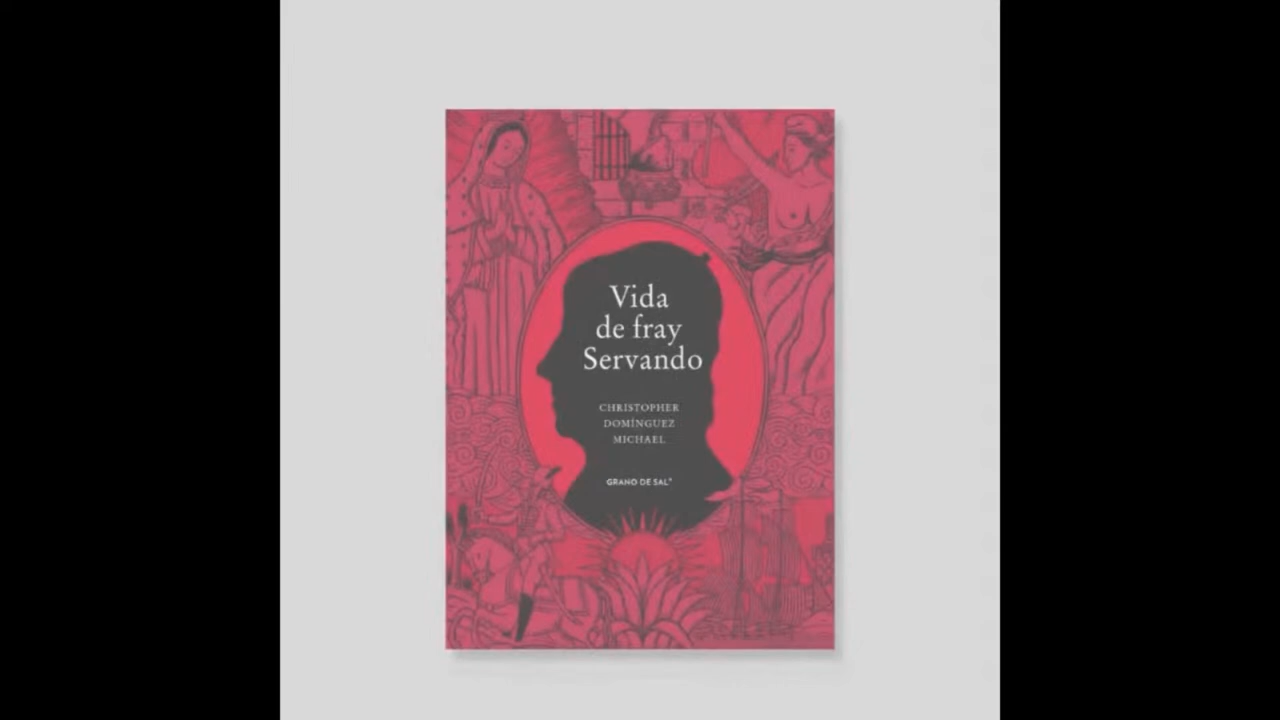 Vida
de fray
Servando
CHRISTOPHER
DOMÍNGUEZ
MICHAEL
GRANO DE SAL